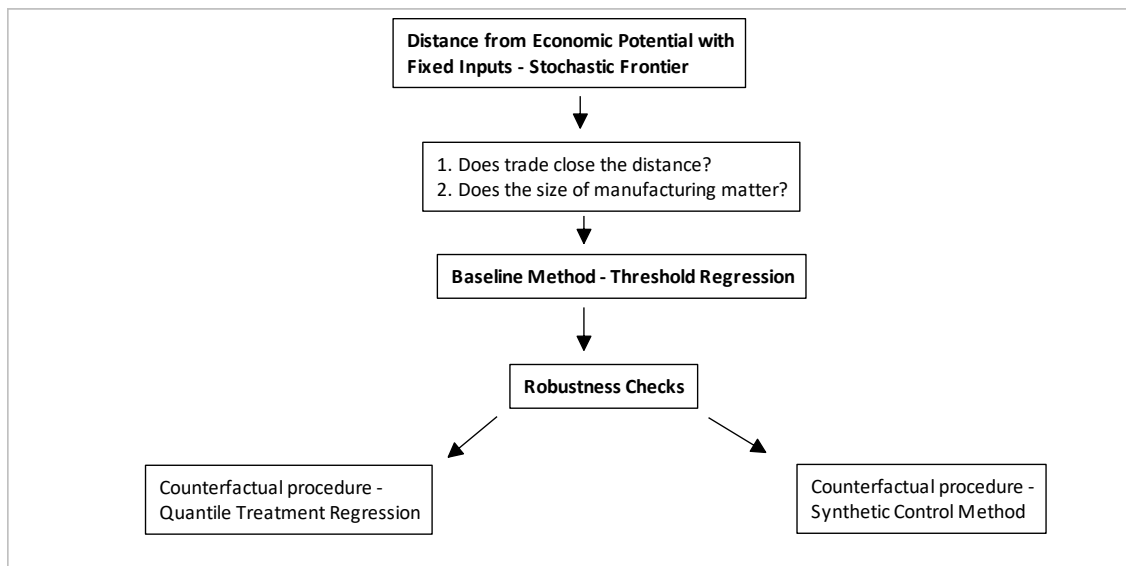 Distance from Economic Potential with
Fixed Inputs - Stochastic Frontier
1. Does trade close the distance?
2. Does the size of manufacturing matter?
Baseline Method - Threshold Regression
Robustness Checks
Counterfactual procedure -
Quantile Treatment Regression
Counterfactual procedure -
Synthetic Control Method